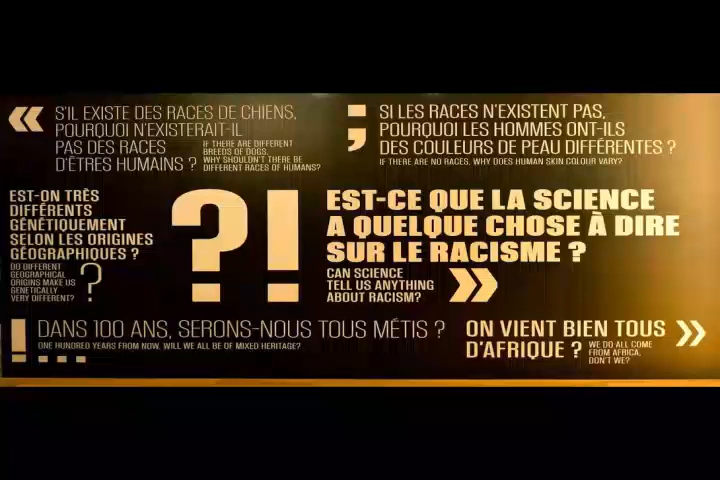 « S'IL EXISTE DES RACES DE CHIENS,
POURQUOI N'EXISTERAIT-IL
PAS DES RACES
D'ÊTRES HUMAINS ?
IF THERE ARE DIFFERENT
BREEDS OF DOGS,
WHY SHOULDN'T THERE BE
DIFFERENT RACES OF HUMANS?
; SI LES RACES N'EXISTENT PAS,
POURQUOI LES HOMMES ONT-ILS
DES COULEURS DE PEAU DIFFÉRENTES ?
IF THERE ARE NO RACES, WHY DOES HUMAN SKIN COLOUR VARY?
EST-ON TRÈS
DIFFÉRENTS
GÉNÉTIQUEMENT
SELON LES ORIGINES
GÉOGRAPHIQUES ?
DO DIFFERENT
GEOGRAPHICAL
ORIGINS MAKE US
GENETICALLY
VERY DIFFERENT?
?
?!
EST-CE QUE LA SCIENCE
A QUELQUE CHOSE À DIRE
SUR LE RACISME ?
CAN SCIENCE
TELL US ANYTHING
ABOUT RACISM?
»
! DANS 100 ANS, SERONS-NOUS TOUS MÉTIS ?
ONE HUNDRED YEARS FROM NOW, WILL WE ALL BE OF MIXED HERITAGE?
...
ON VIENT BIEN TOUS
D'AFRIQUE ?
WE DO ALL COME
FROM AFRICA,
DON'T WE?
»